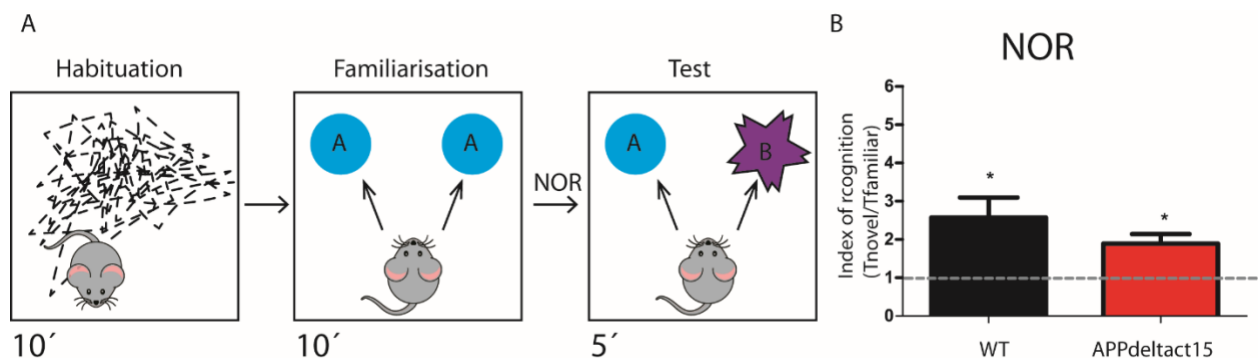 A
Habituation
Familiarisation
Test
A
A
NOR
A
B
10´
10´
5´
B
NOR
Index of rcognition
(Tnovel/Tfamiliar)
6
5
4
3
2
1
0
*
*
WT
APPdeltact15